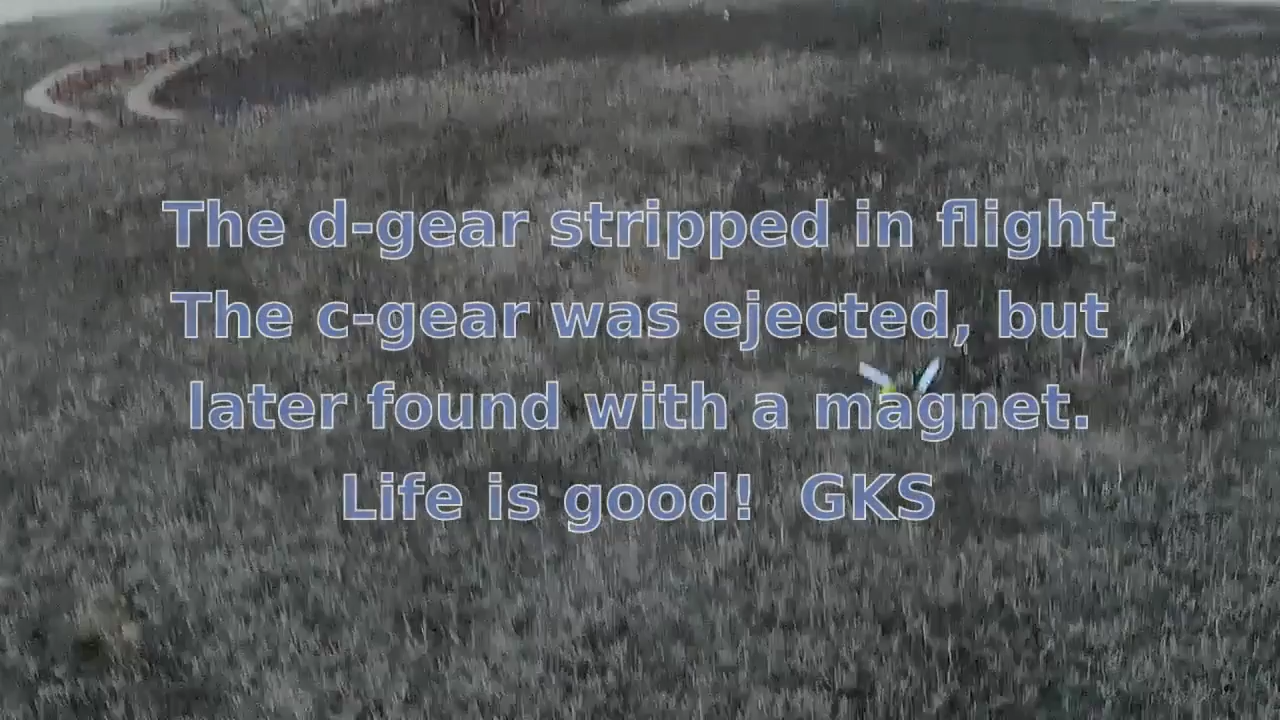 The d-gear stripped in flight
The c-gear was ejected, but
later found with a magnet.
Life is good!  GKS